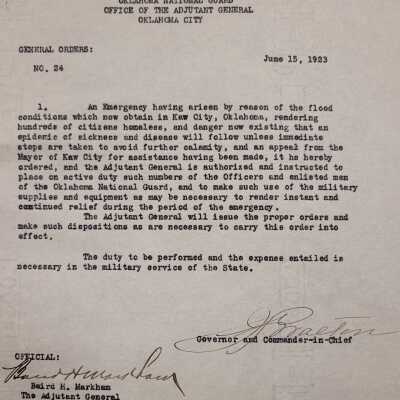 OKLAHOMA NATIONAL GUARD
OFFICE OF THE ADJUTANT GENERAL
OKLAHOMA CITY
GENERAL ORDERS:
June 15, 1923
NO. 24
1. An Emergency having arisen by reason of the flood
conditions which now obtain in Kaw City, Oklahoma, rendering
hundreds of citizens homeless, and danger now existing that an
epidemic of sickness and disease will follow unless immediate
steps are taken to avoid further calamity, and an appeal from the
Mayor of Kaw City for assistance having been made, it hs hereby
ordered, and the Adjutant General is authorized and instructed to
place on active duty such numbers of the Officers and enlisted men
of the Oklahoma National Guard, and to make such use of the military
supplies and equipment as may be necessary to render instant and
continued relief during the period of the emergency.
The Adjutant General will issue the proper orders and
make such dispositions as are necessary to carry this order into
effect.
The duty to be performed and the expense entailed is
necessary in the military service of the State.
Governor and Commander-in-Chief
OFFICIAL:
Baird H Markham
Baird H. Markham
The Adjutant General